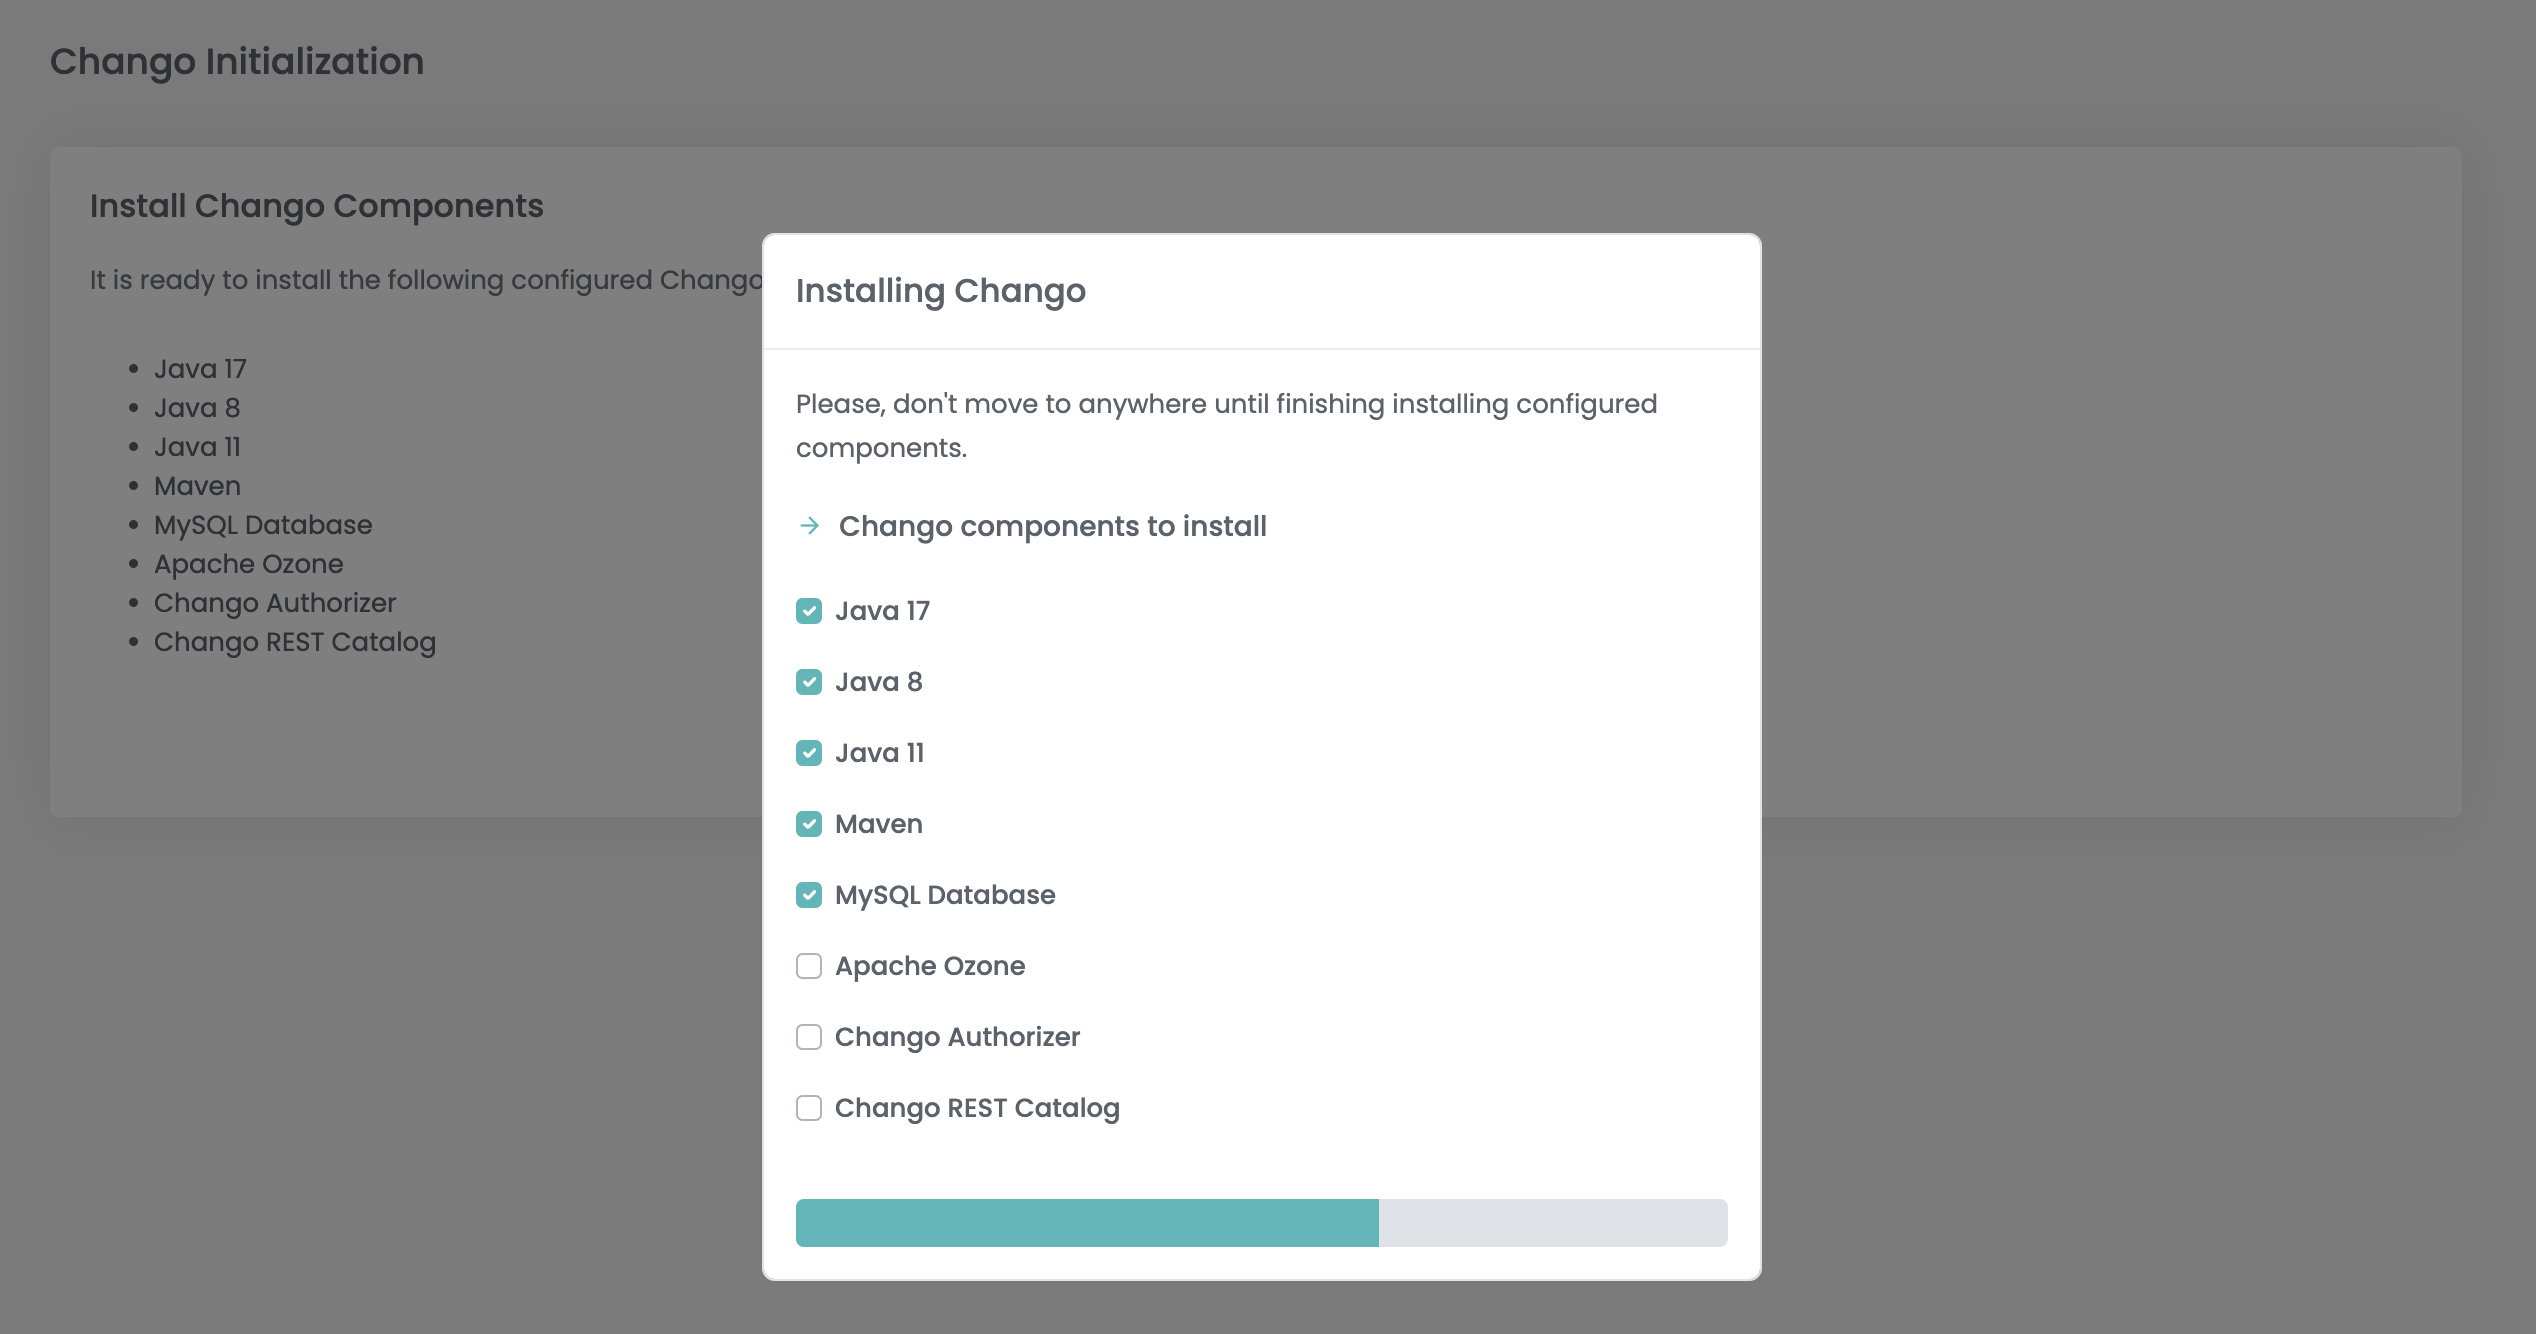 Chango Initialization
Install Chango Components
It is ready to install the following configured Chango
Java 17
Java 8
Java 11
Maven
MySQL Database
Apache Ozone
Chango Authorizer
Chango REST Catalog
Installing Chango
Please, don't move to anywhere until finishing installing configured
components.
Chango components to install
Java 17
Java 8
Java 11
Maven
MySQL Database
Apache Ozone
Chango Authorizer
Chango REST Catalog